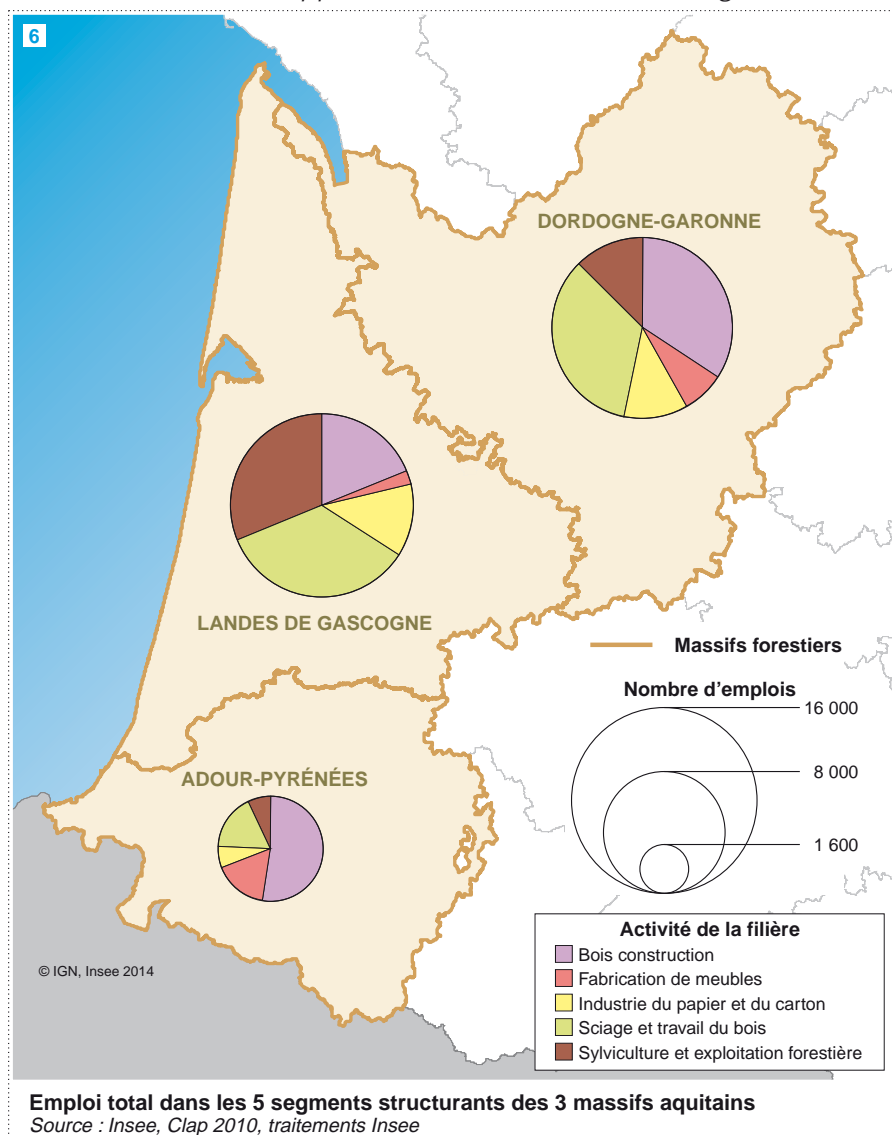 6
DORDOGNE-GARONNE
LANDES DE GASCOGNE
ADOUR-PYRÉNÉES
Massifs forestiers
Nombre d’emplois
16 000
8 000
1 600
Activité de la filière
Bois construction
Fabrication de meubles
Industrie du papier et du carton
Sciage et travail du bois
Sylviculture et exploitation forestière
© IGN, Insee 2014
Emploi total dans les 5 segments structurants des 3 massifs aquitains
Source : Insee, Clap 2010, traitements Insee